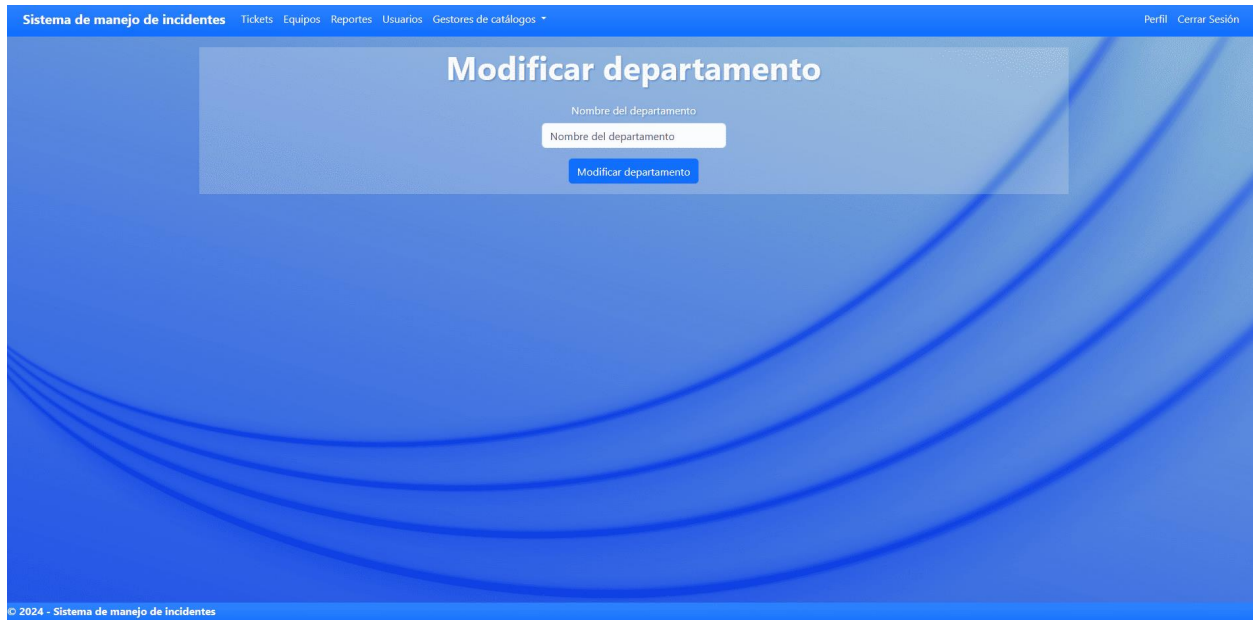 Sistema de manejo de incidentes Tickets Equipos Reportes Usuarios Gestores de catálogos Perfil Cerrar Sesión
Modificar departamento
Nombre del departamento
Nombre del departamento
Modificar departamento
© 2024 - Sistema de manejo de incidentes